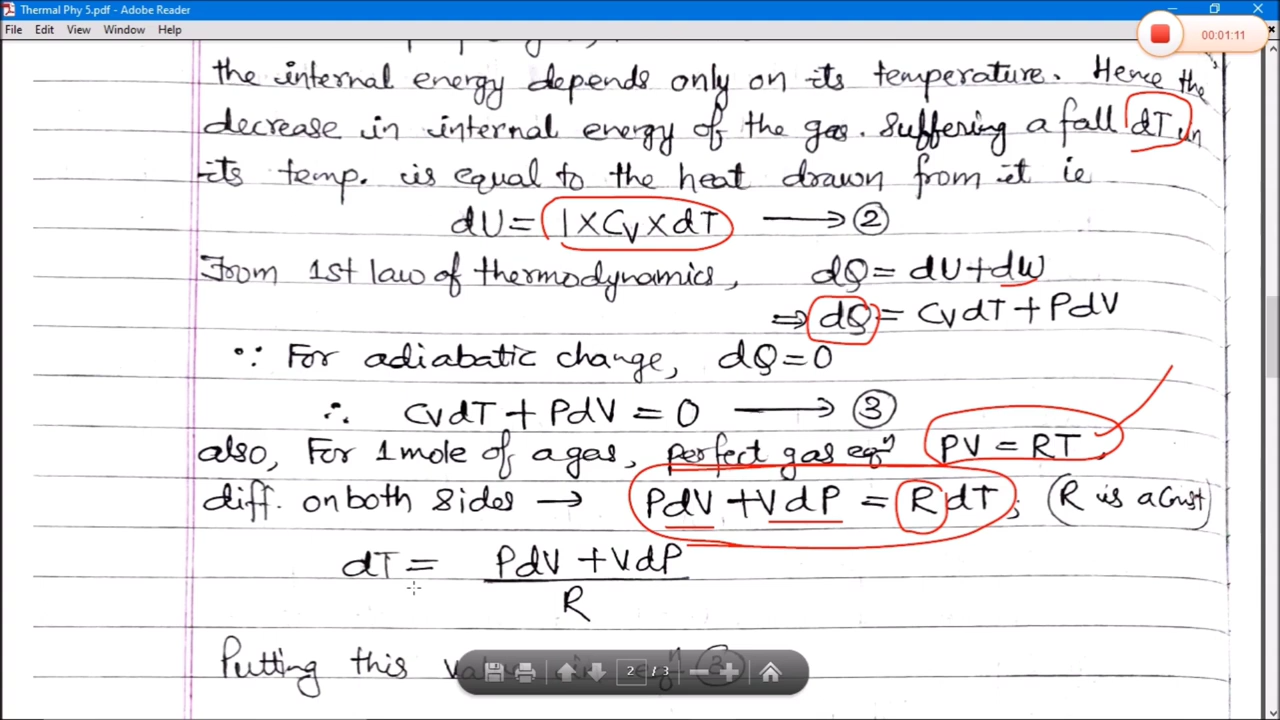 Thermal Phy 5.pdf - Adobe Reader
File Edit View Window Help
00:01:11
the internal energy depends only on its temperature. Hence the
decrease in internal energy of the gas. Suffering a fall dT in
its temp. is equal to the heat drawn from it ie
dU = 1×CV×dT ⟶ ②
From 1st law of thermodynamics, dQ = dU + dW
⇒ dQ = CVdT + PdV
∵ For adiabatic change, dQ = 0
∴ CVdT + PdV = 0 ⟶ ③
also, For 1 mole of a gas, perfect gas eqⁿ PV = RT.
diff. on both sides → PdV + VdP = RdT ; (R is a Const)
dT = PdV + VdP
R
Putting this
2 / 3